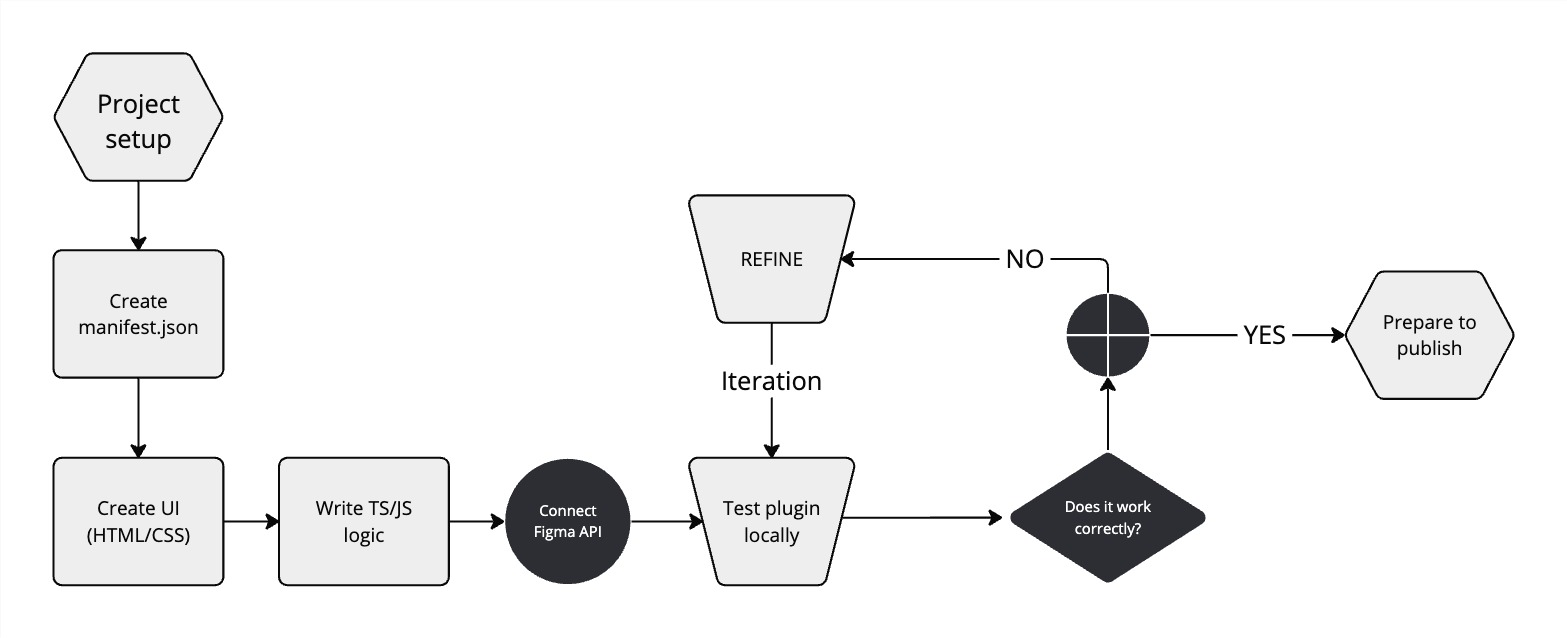 Project
setup
Create
manifest.json
Create UI
(HTML/CSS)
Write TS/JS
logic
Connect
Figma API
Test plugin
locally
Does it work
correctly?
NO
REFINE
Iteration
YES
Prepare to
publish